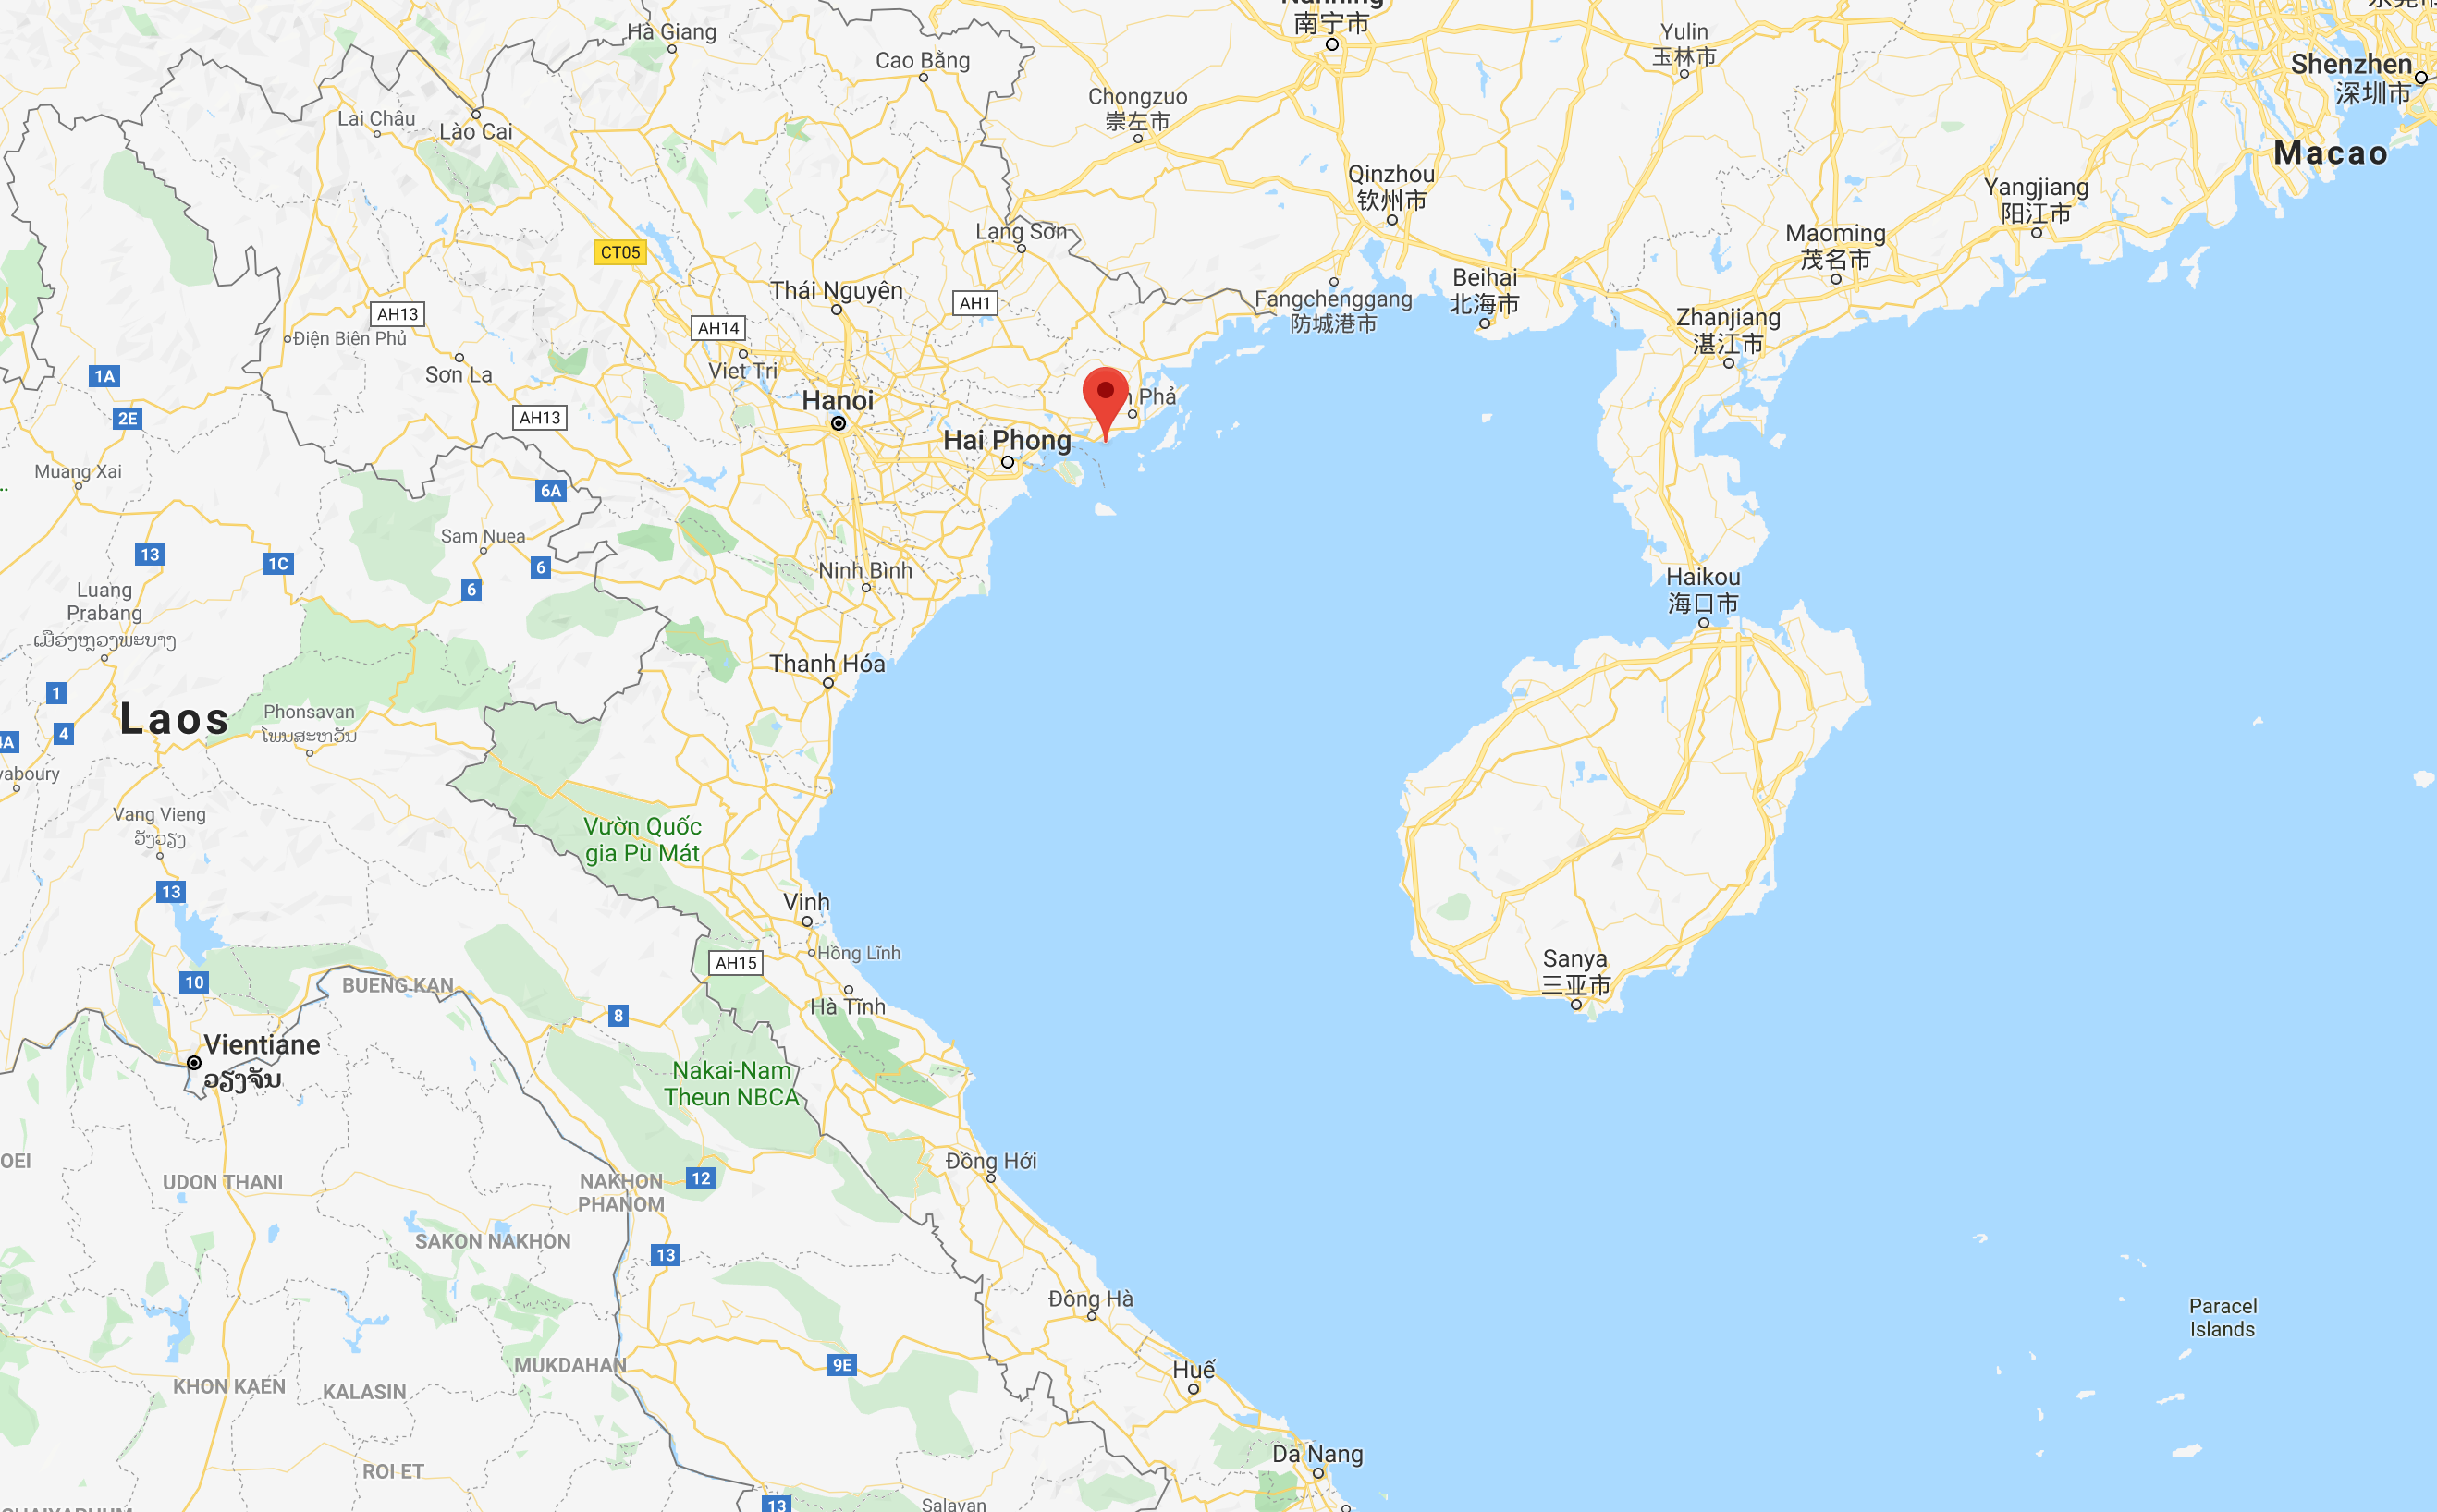 Hà Giang
Cao Bằng
南宁市
Yulin
玉林市
Shenzhen
深圳市
Lai Châu
Lào Cai
Chongzuo
崇左市
Macao
Qinzhou
钦州市
Yangjiang
阳江市
Lạng Sơn
CT05
Maoming
茂名市
Thái Nguyên
AH1
Beihai
北海市
Fangchenggang
防城港市
AH13
AH14
Zhanjiang
湛江市
Điện Biên Phủ
Sơn La
Viet Tri
1A
2E
AH13
Hanoi
Phả
Hai Phong
Muang Xai
6A
Sam Nuea
13
1C
6
6
Ninh Bình
Haikou
海口市
Luang
Prabang
ເມືອງຫຼວງພະບາງ
Thanh Hóa
1
4
Laos
Phonsavan
ໂພນສະຫວັນ
4A
Vang Vieng
ວັງວຽງ
Vườn Quốc
gia Pù Mát
13
Vinh
Hồng Lĩnh
AH15
Sanya
三亚市
10
BUENG KAN
Hà Tĩnh
8
Vientiane
ວຽງຈັນ
Nakai-Nam
Theun NBCA
Đồng Hới
UDON THANI
NAKHON
PHANOM
12
SAKON NAKHON
13
Đông Hà
Paracel
Islands
9E
MUKDAHAN
Huế
KHON KAEN
KALASIN
Da Nang
ROI ET
13
Salavan